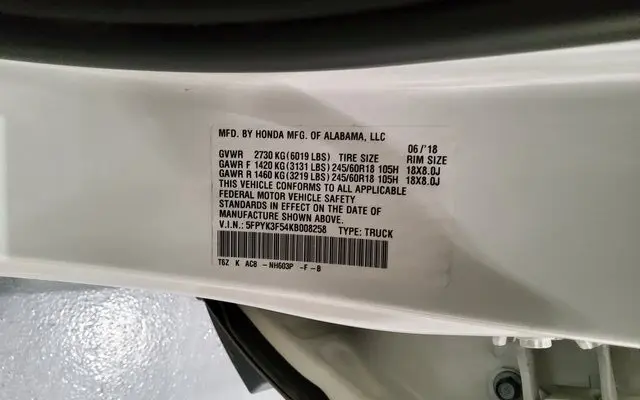 MFD. BY HONDA MFG. OF ALABAMA, LLC
06/'18
GVWR 2730 KG(6019 LBS) TIRE SIZE RIM SIZE
GAWR F 1420 KG(3131 LBS)245/60R18 105H 18X8.0J
GAWR R 1460 KG(3219 LBS)245/60R18 105H 18X8.0J
THIS VEHICLE CONFORMS TO ALL APPLICABLE
FEDERAL MOTOR VEHICLE SAFETY
STANDARDS IN EFFECT ON THE DATE OF
MANUFACTURE SHOWN ABOVE.
V.I.N.: 5FPYK3F54KB008258 TYPE: TRUCK
T6Z K AC8 -NH603P -F -B